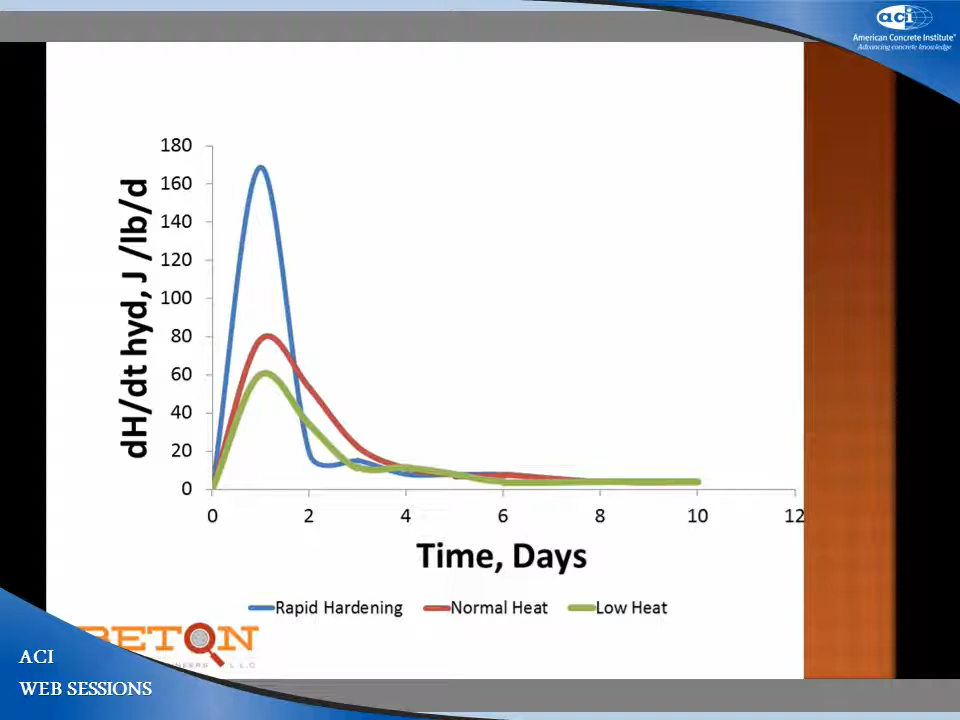 aci
American Concrete Institute®
Advancing concrete knowledge
dH/dt hyd, J /lb/d
180
160
140
120
100
80
60
40
20
0
0 2 4 6 8 10 12
Time, Days
Rapid Hardening Normal Heat Low Heat
BETON
NEERS L L C
ACI
WEB SESSIONS